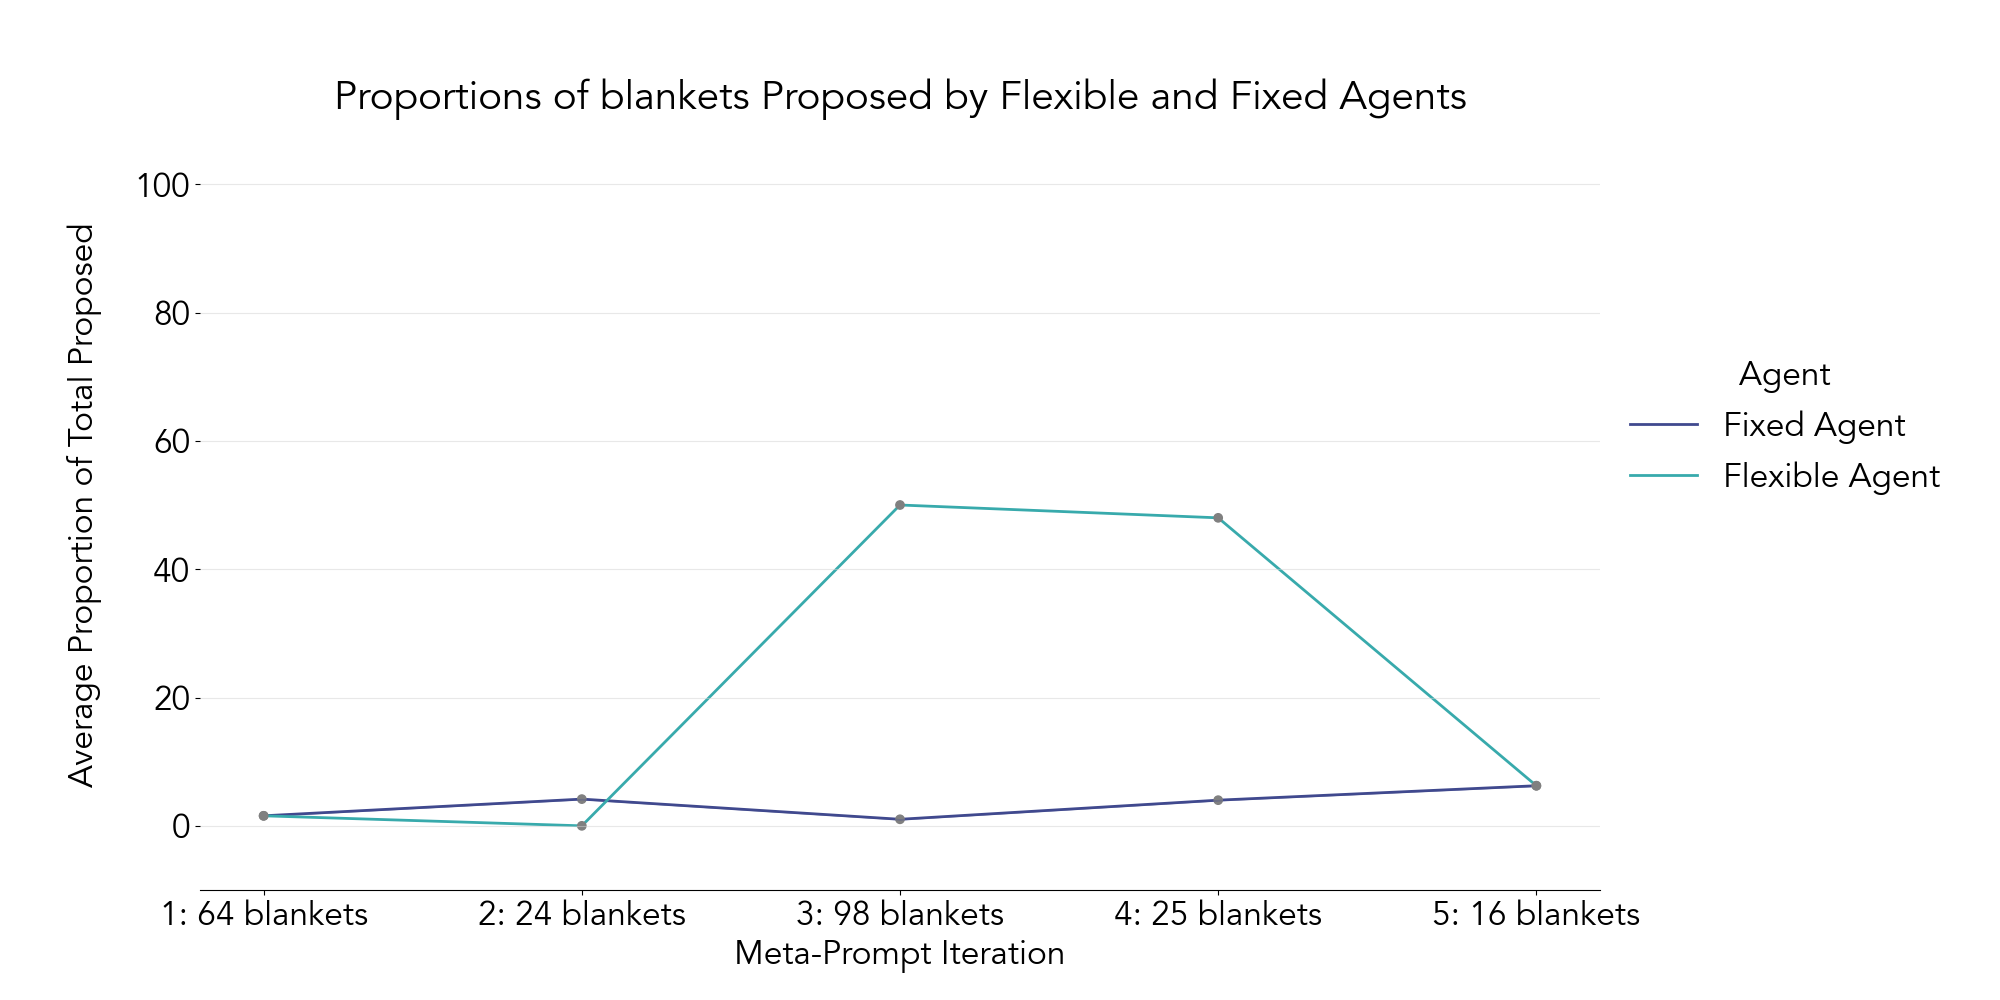 Proportions of blankets Proposed by Flexible and Fixed Agents
Average Proportion of Total Proposed
100
80
60
40
20
0
Agent
Fixed Agent
Flexible Agent
1: 64 blankets
2: 24 blankets
3: 98 blankets
4: 25 blankets
5: 16 blankets
Meta-Prompt Iteration